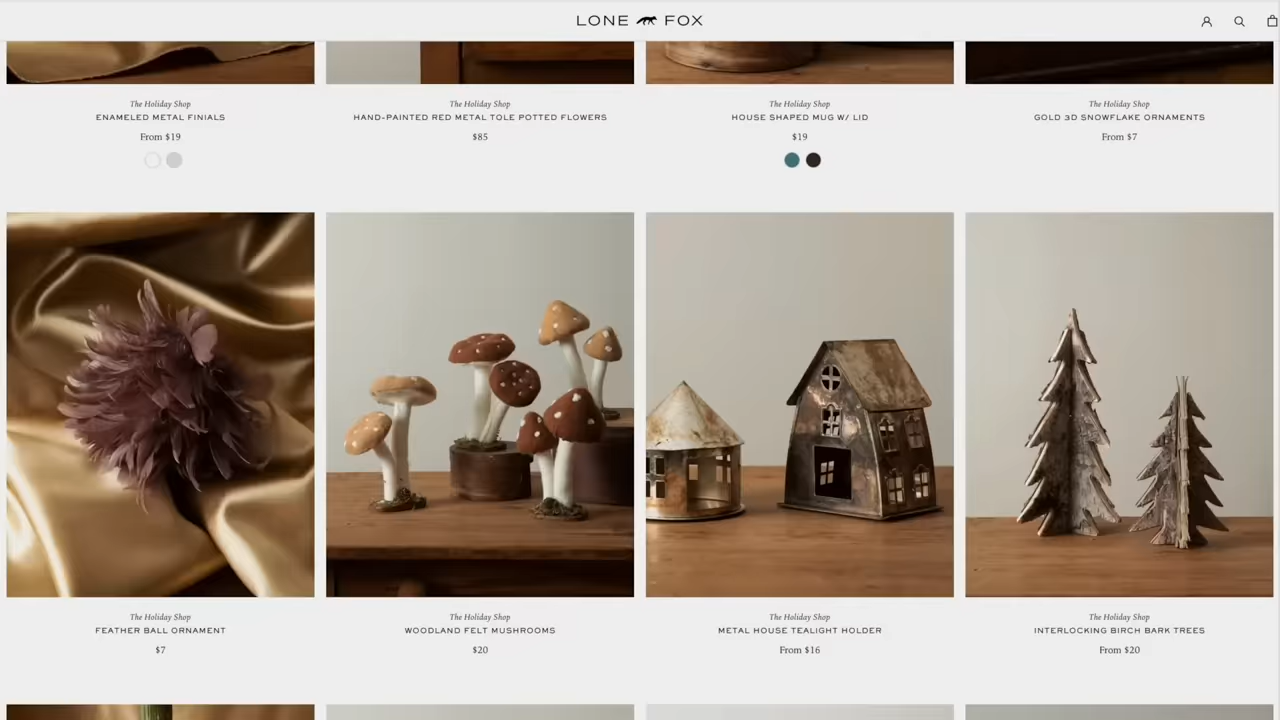 LONE FOX
The Holiday Shop
ENAMELED METAL FINIALS
From $19
The Holiday Shop
HAND-PAINTED RED METAL TOLE POTTED FLOWERS
$85
The Holiday Shop
HOUSE SHAPED MUG W/ LID
$19
The Holiday Shop
GOLD 3D SNOWFLAKE ORNAMENTS
From $7
The Holiday Shop
FEATHER BALL ORNAMENT
$7
The Holiday Shop
WOODLAND FELT MUSHROOMS
$20
The Holiday Shop
METAL HOUSE TEALIGHT HOLDER
From $16
The Holiday Shop
INTERLOCKING BIRCH BARK TREES
From $20